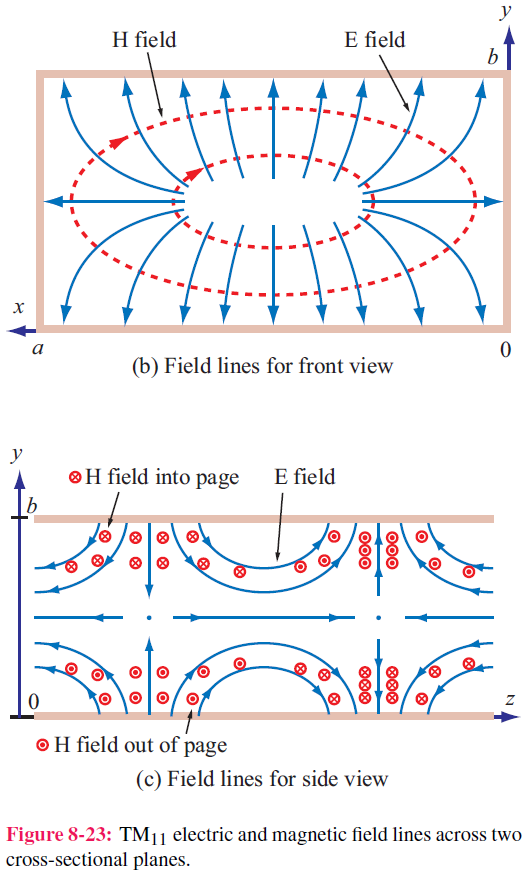 y
H field E field
b
x
a 0
(b) Field lines for front view
y
H field into page E field
b
0 z
H field out of page
(c) Field lines for side view
Figure 8-23: TM11 electric and magnetic field lines across two
cross-sectional planes.